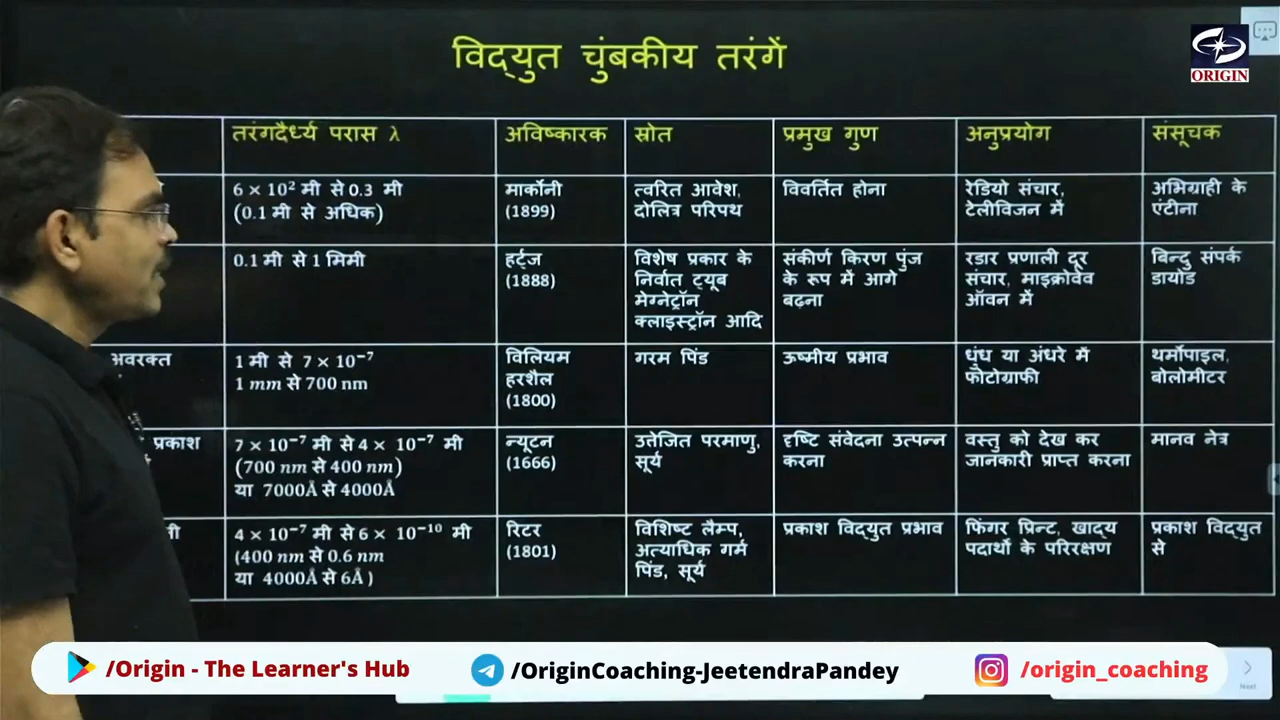 विद्युत चुंबकीय तरंगें
ORIGIN
तरंगदैर्ध्य परास λ
अविष्कारक
स्रोत
प्रमुख गुण
अनुप्रयोग
संसूचक
6 × 10² मी से 0.3 मी
(0.1 मी से अधिक)
मार्कोनी
(1899)
त्वरित आवेश,
दोलित्र परिपथ
विवर्तित होना
रेडियो संचार,
टेलीविजन में
अभिग्राही के
एंटीना
0.1 मी से 1 मिमी
हर्ट्ज
(1888)
विशेष प्रकार के
निर्वात ट्यूब
मेग्नेट्रॉन
क्लाइस्ट्रॉन आदि
संकीर्ण किरण पुंज
के रूप में आगे
बढ़ना
रडार प्रणाली दूर
संचार, माइक्रोवेव
ऑवन में
बिन्दु संपर्क
डायोड
अवरक्त
1 मी से 7 × 10⁻⁷
1 mm से 700 nm
विलियम
हरशैल
(1800)
गरम पिंड
ऊष्मीय प्रभाव
धुंध या अंधरे में
फोटोग्राफी
थर्मोपाइल,
बोलोमीटर
प्रकाश
7 × 10⁻⁷ मी से 4 × 10⁻⁷ मी
(700 nm से 400 nm)
या 7000Å से 4000Å
न्यूटन
(1666)
उत्तेजित परमाणु,
सूर्य
दृष्टि संवेदना उत्पन्न
करना
वस्तु को देख कर
जानकारी प्राप्त करना
मानव नेत्र
4 × 10⁻⁷ मी से 6 × 10⁻¹⁰ मी
(400 nm से 0.6 nm
या 4000Å से 6Å )
रिटर
(1801)
विशिष्ट लैम्प,
अत्याधिक गर्म
पिंड, सूर्य
प्रकाश विद्युत प्रभाव
फिंगर प्रिन्ट, खाद्य
पदार्थो के परिरक्षण
प्रकाश विद्युत
से
/Origin - The Learner's Hub
/OriginCoaching-JeetendraPandey
/origin_coaching
Next